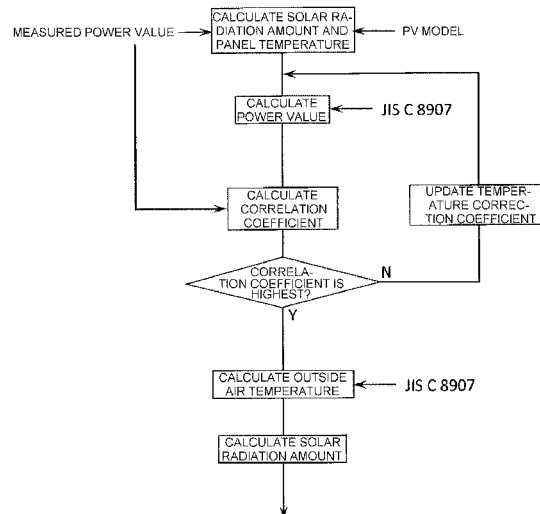 CALCULATE SOLAR RA-
DIATION AMOUNT AND
PANEL TEMPERATURE
MEASURED POWER VALUE
PV MODEL
CALCULATE
POWER VALUE
JIS C 8907
CALCULATE
CORRELATION
COEFFICIENT
UPDATE TEMPER-
ATURE CORREC-
TION COEFFICIENT
CORRELA-
TION COEFFICIENT IS
HIGHEST?
N
Y
CALCULATE OUTSIDE
AIR TEMPERATURE
JIS C 8907
CALCULATE SOLAR
RADIATION AMOUNT